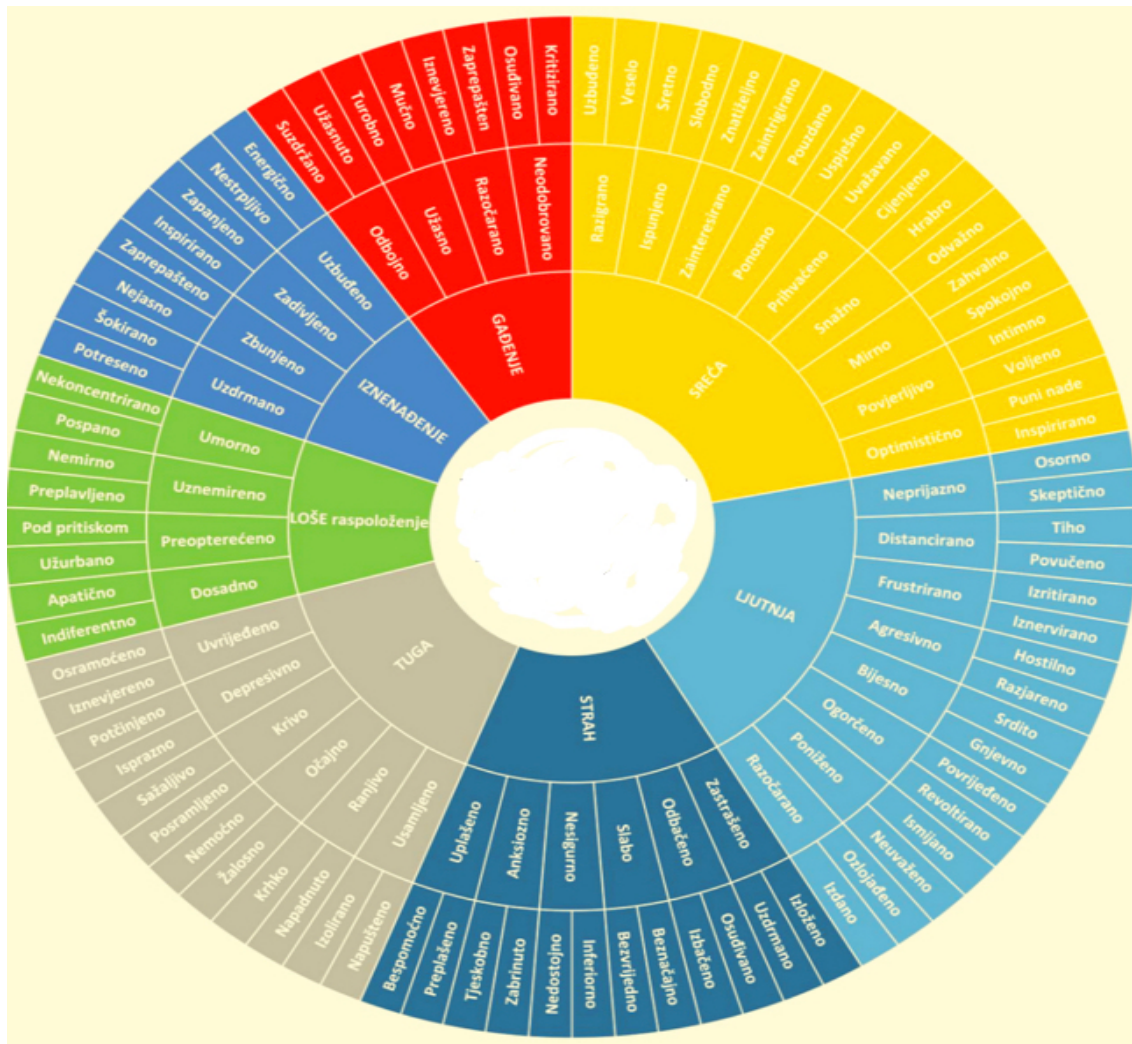 SREĆA
Razigrano
Ispunjeno
Zainteresirano
Ponosno
Prihvaćeno
Snažno
Mirno
Povjerljivo
Optimistično
Uzbuđeno
Veselo
Sretno
Slobodno
Znatiželjno
Zaintrigirano
Pouzdano
Uspješno
Uvažavano
Cijenjeno
Hrabro
Odvažno
Zahvalno
Spokojno
Intimno
Voljeno
Puni nade
Inspirirano
LJUTNJA
Neprijazno
Distancirano
Frustrirano
Agresivno
Bijesno
Ogorčeno
Poniženo
Razočarano
Osorno
Skeptično
Tiho
Povučeno
Izritirano
Iznervirano
Hostilno
Razjareno
Srdito
Gnjevno
Povrijeđeno
Revoltirano
Ismijano
Neuvaženo
Ozlojađeno
Izdano
STRAH
Zastrašeno
Odbačeno
Slabo
Nesigurno
Anksiozno
Uplašeno
Izloženo
Uzdrmano
Osuđivano
Izbačeno
Beznačajno
Bezvrijedno
Inferiorno
Nedostojno
Zabrinuto
Tjeskobno
Preplašeno
Bespomoćno
TUGA
Usamljeno
Ranjivo
Očajno
Krivo
Depresivno
Uvrijeđeno
Napušteno
Izolirano
Napadnuto
Krhko
Žalosno
Nemoćno
Posramljeno
Sažaljivo
Isprazno
Potčinjeno
Iznevjereno
Osramoćeno
LOŠE raspoloženje
Dosadno
Preopterećeno
Uznemireno
Umorno
Indiferentno
Apatično
Užurbano
Pod pritiskom
Preplavljeno
Nemirno
Pospano
Nekoncentrirano
IZNENAĐENJE
Uzdrmano
Zbunjeno
Zadivljeno
Uzbuđeno
Potreseno
Šokirano
Nejasno
Zaprepašteno
Inspirirano
Zapanjeno
Nestrpljivo
Energično
GAĐENJE
Odbojno
Užasno
Razočarano
Neodobrovano
Suzdržano
Užasnuto
Turobno
Mučno
Iznevjereno
Zaprepašten
Osuđivano
Kritizirano